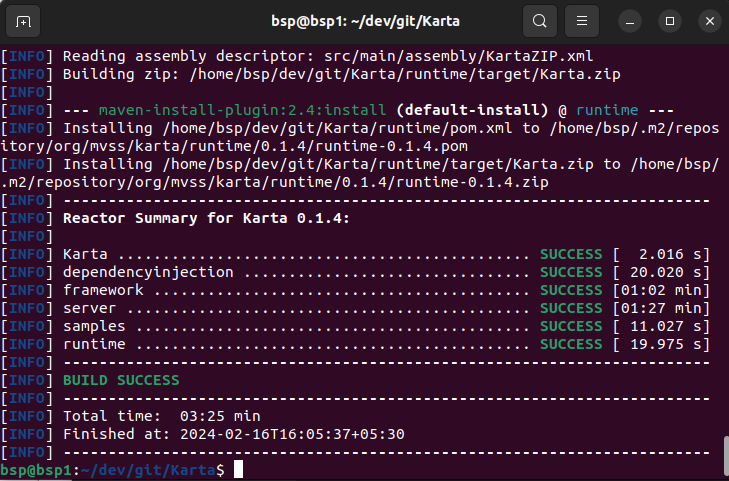 bsp@bsp1: ~/dev/git/Karta
[INFO] Reading assembly descriptor: src/main/assembly/KartaZIP.xml
[INFO] Building zip: /home/bsp/dev/git/Karta/runtime/target/Karta.zip
[INFO]
[INFO] --- maven-install-plugin:2.4:install (default-install) @ runtime ---
[INFO] Installing /home/bsp/dev/git/Karta/runtime/pom.xml to /home/bsp/.m2/repos
itory/org/mvss/karta/runtime/0.1.4/runtime-0.1.4.pom
[INFO] Installing /home/bsp/dev/git/Karta/runtime/target/Karta.zip to /home/bsp/
.m2/repository/org/mvss/karta/runtime/0.1.4/runtime-0.1.4.zip
[INFO] ------------------------------------------------------------------------
[INFO] Reactor Summary for Karta 0.1.4:
[INFO]
[INFO] Karta .............................................. SUCCESS [  2.016 s]
[INFO] dependencyinjection ................................ SUCCESS [ 20.020 s]
[INFO] framework .......................................... SUCCESS [01:02 min]
[INFO] server ............................................. SUCCESS [01:27 min]
[INFO] samples ............................................ SUCCESS [ 11.027 s]
[INFO] runtime ............................................ SUCCESS [ 19.975 s]
[INFO] ------------------------------------------------------------------------
[INFO] BUILD SUCCESS
[INFO] ------------------------------------------------------------------------
[INFO] Total time:  03:25 min
[INFO] Finished at: 2024-02-16T16:05:37+05:30
[INFO] ------------------------------------------------------------------------
bsp@bsp1:~/dev/git/Karta$